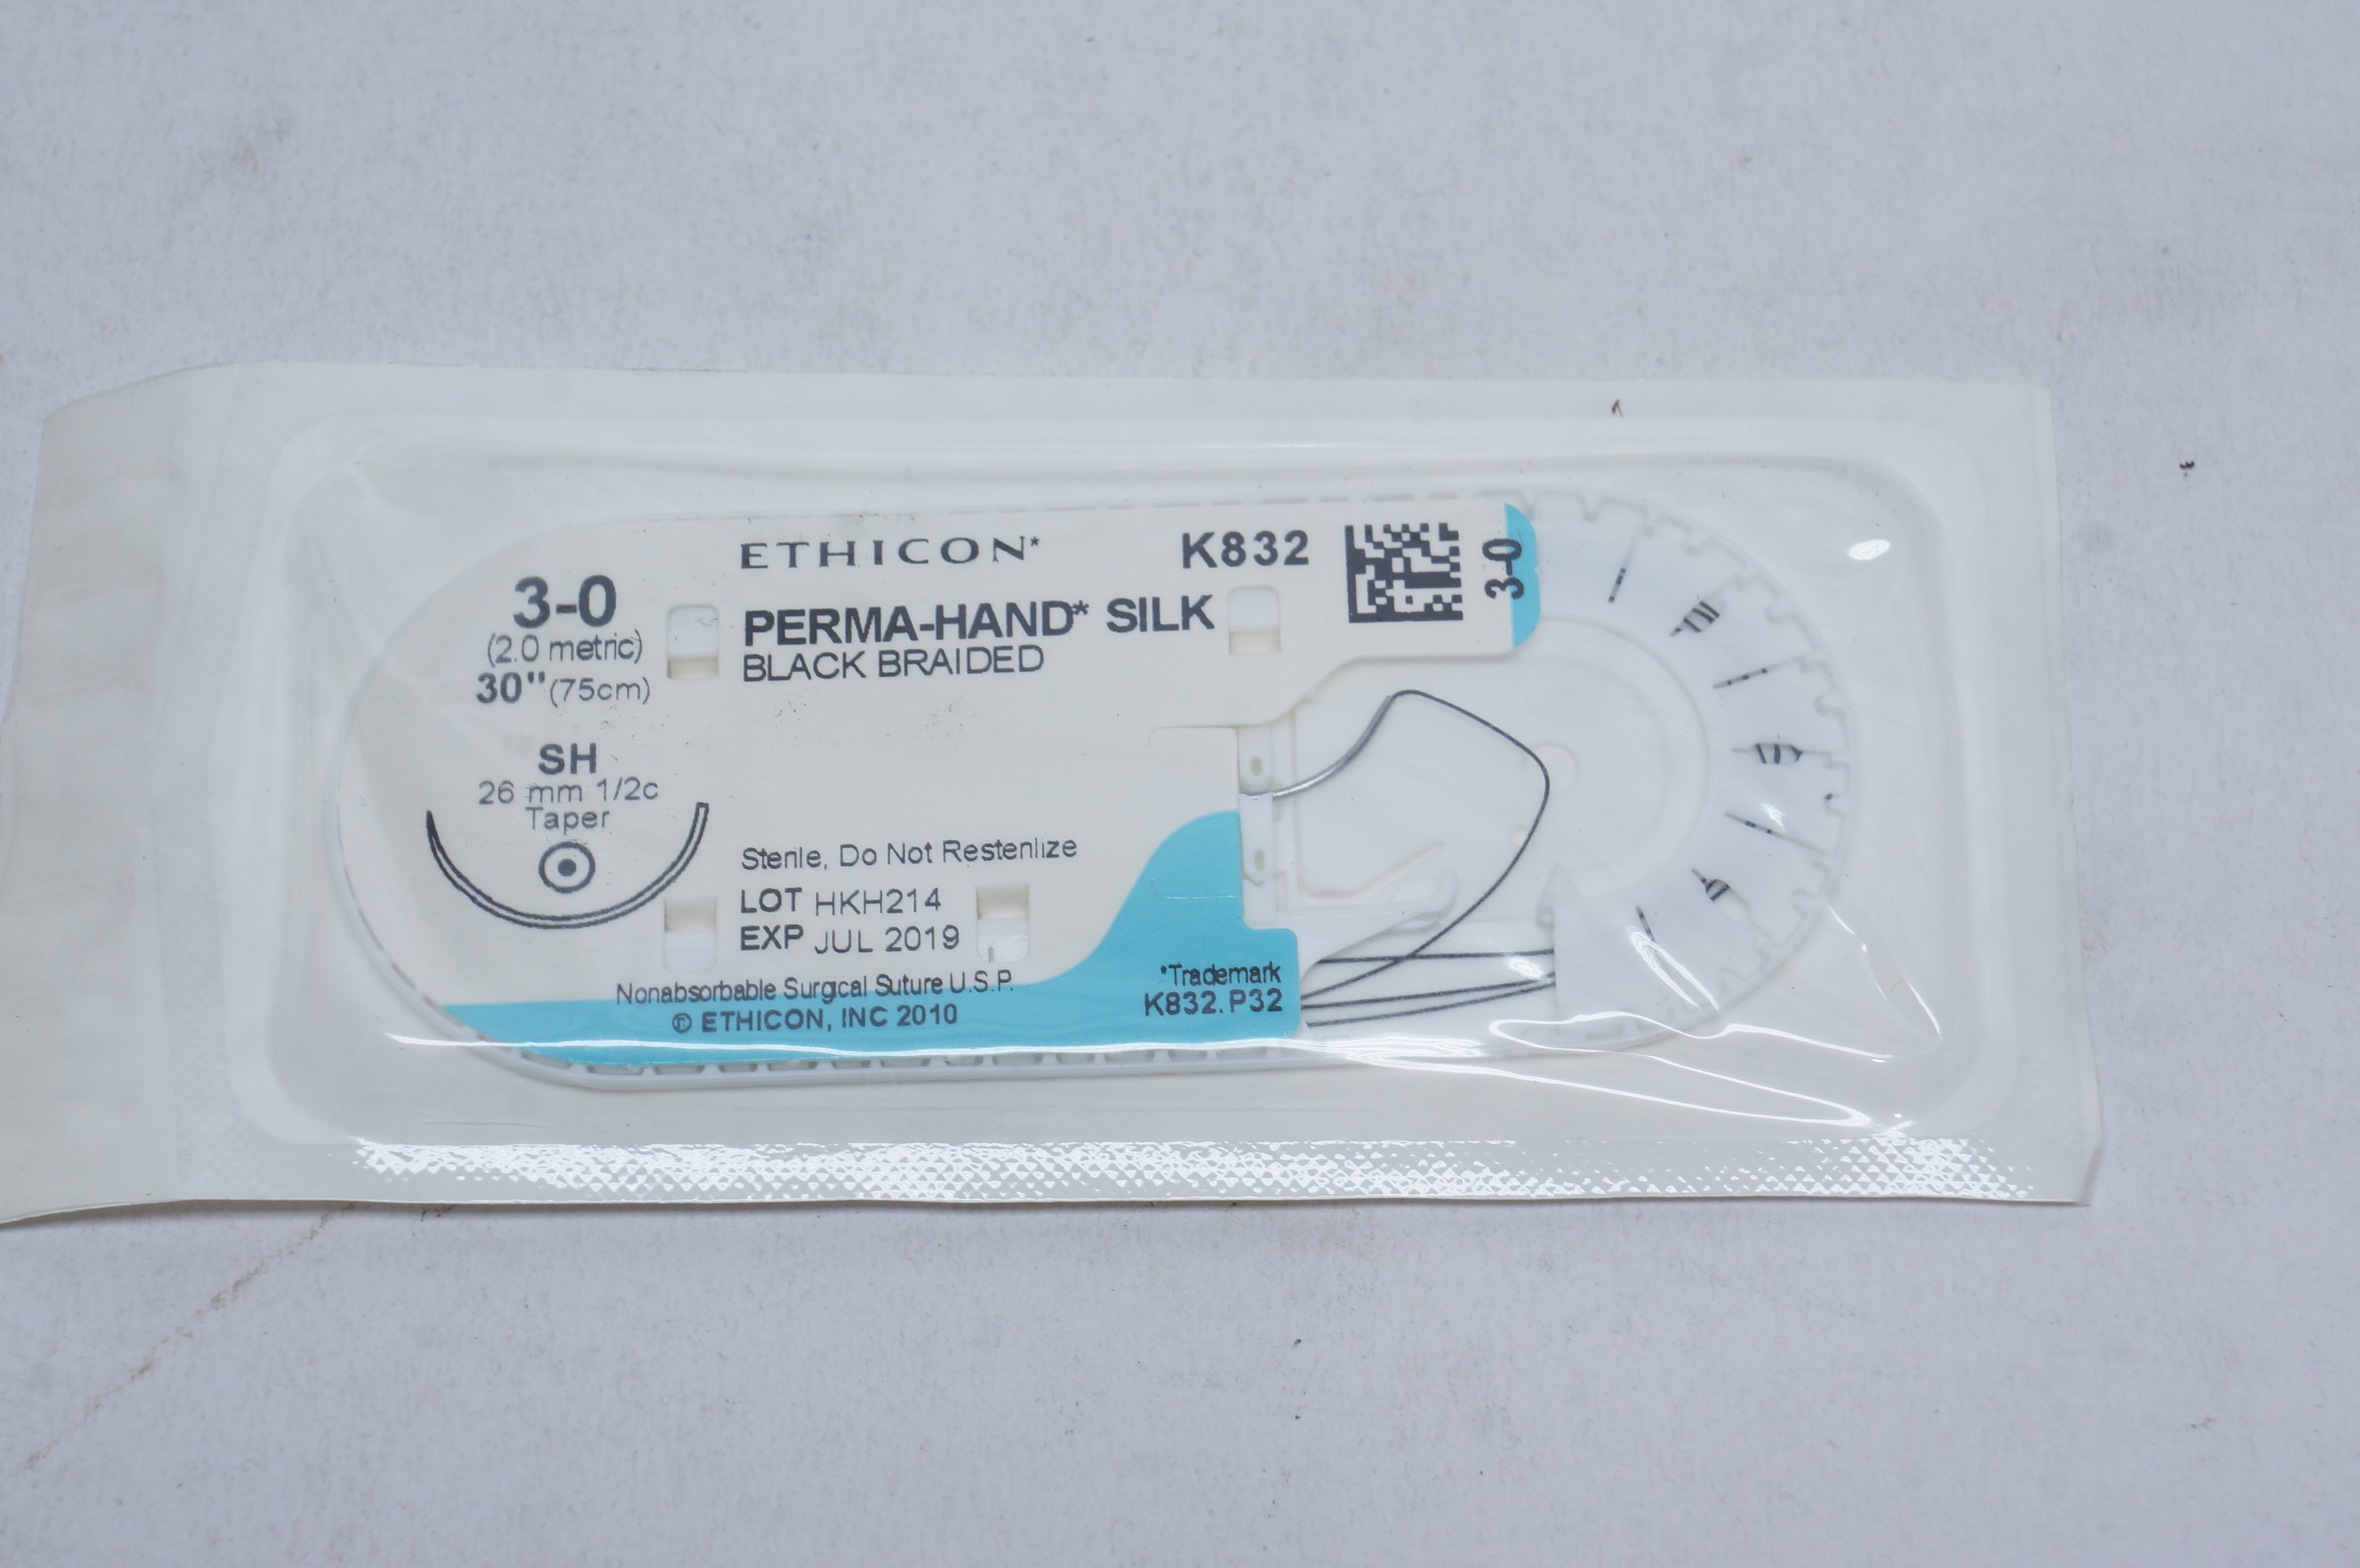 ETHICON*
K832
3-0
3-0
(2.0 metric)
30" (75cm)
PERMA-HAND* SILK
BLACK BRAIDED
SH
26 mm 1/2c
Taper
Sterile, Do Not Resterilize
LOT HKH214
EXP JUL 2019
Nonabsorbable Surgical Suture U.S.P.
© ETHICON, INC 2010
*Trademark
K832.P32